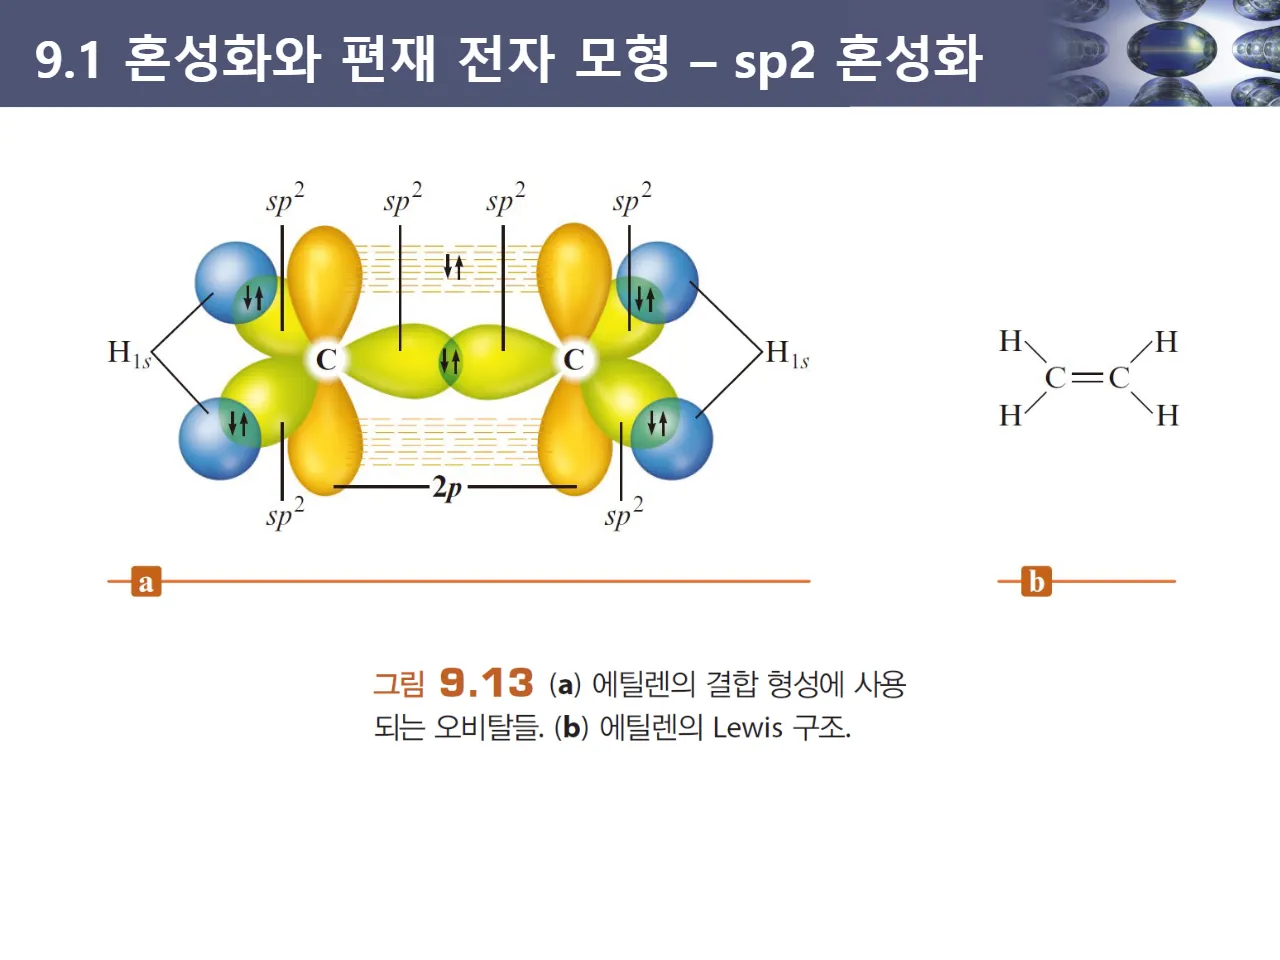 9.1 혼성화와 편재 전자 모형 – sp2 혼성화
sp² sp² sp² sp²
H1s C C H1s
2p
sp² sp²
H H
C=C
H H
a b
그림 9.13 (a) 에틸렌의 결합 형성에 사용
되는 오비탈들. (b) 에틸렌의 Lewis 구조.